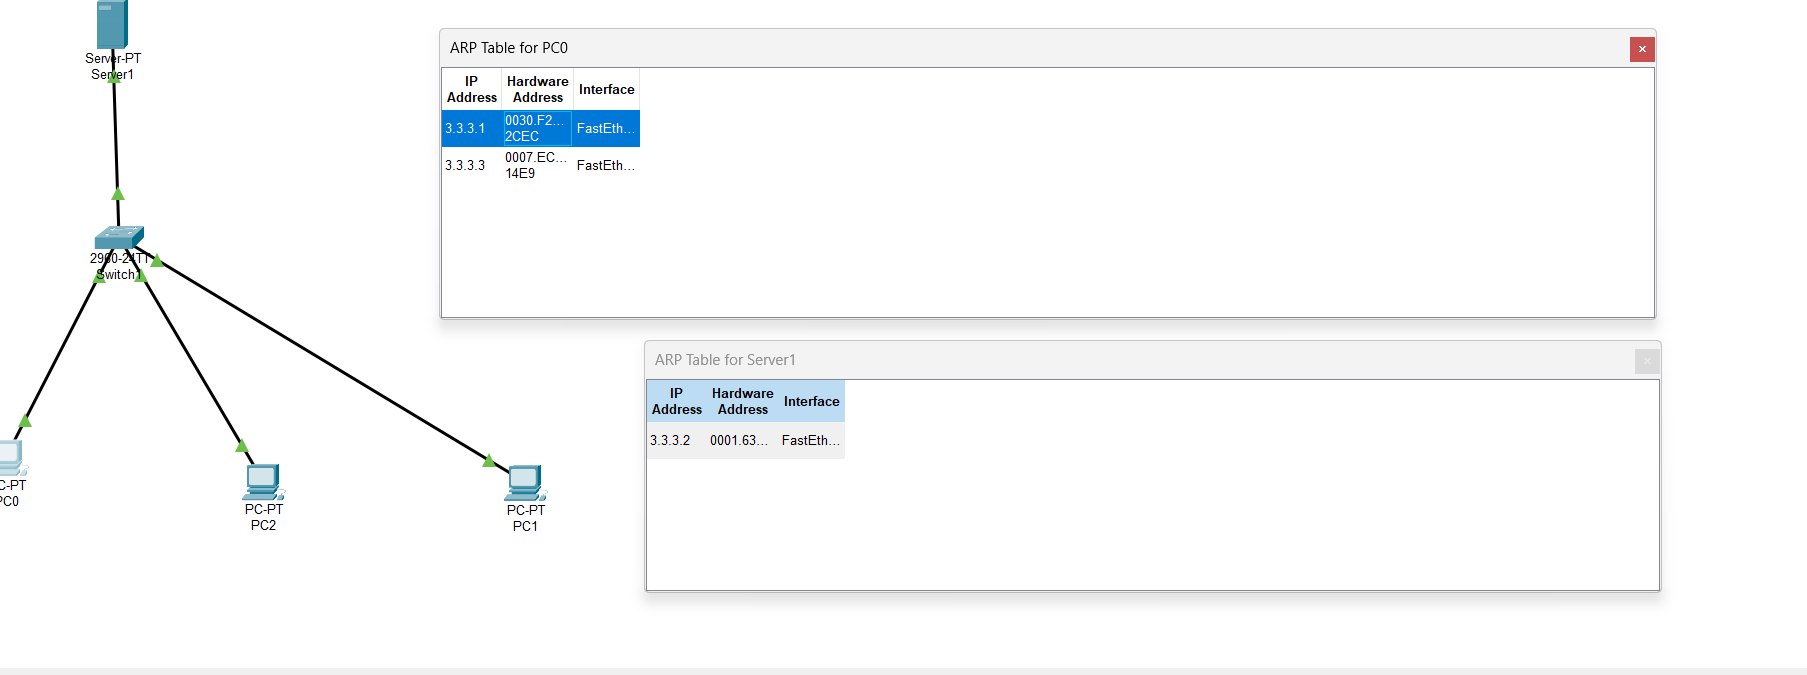 Server-PT
Server1
2960-24TT
Switch1
C-PT
PC0
PC-PT
PC2
PC-PT
PC1
ARP Table for PC0
IP Address Hardware Address Interface
3.3.3.1 0030.F2... 2CEC FastEth...
3.3.3.3 0007.EC... 14E9 FastEth...
ARP Table for Server1
IP Address Hardware Address Interface
3.3.3.2 0001.63... FastEth...